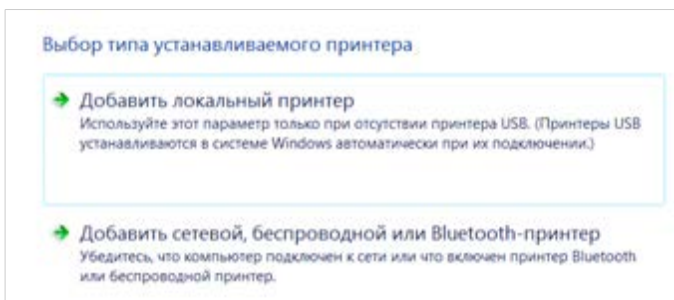 Выбор типа устанавливаемого принтера
Добавить локальный принтер
Используйте этот параметр только при отсутствии принтера USB. (Принтеры USB
устанавливаются в системе Windows автоматически при их подключении.)
Добавить сетевой, беспроводной или Bluetooth-принтер
Убедитесь, что компьютер подключен к сети или что включен принтер Bluetooth
или беспроводной принтер.